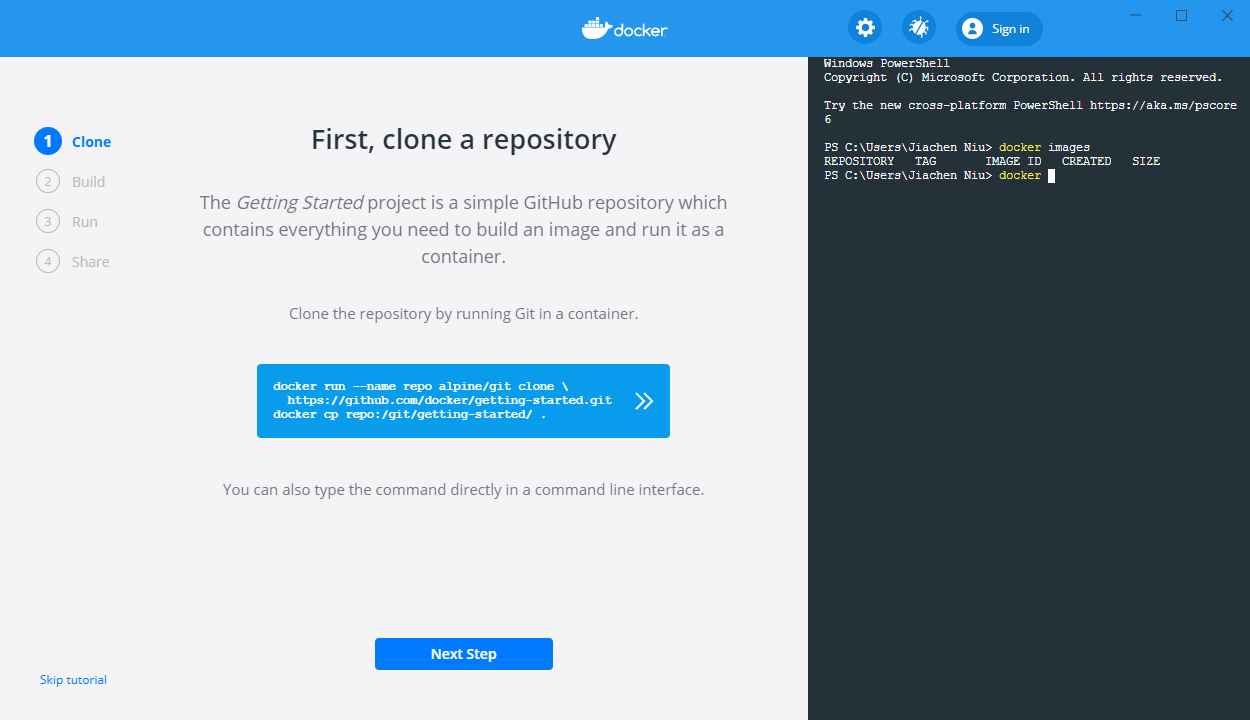 docker
Sign in
1 Clone
2 Build
3 Run
4 Share
First, clone a repository
The Getting Started project is a simple GitHub repository which
contains everything you need to build an image and run it as a
container.
Clone the repository by running Git in a container.
docker run --name repo alpine/git clone \
https://github.com/docker/getting-started.git
docker cp repo:/git/getting-started/ .
You can also type the command directly in a command line interface.
Next Step
Skip tutorial
Windows PowerShell
Copyright (C) Microsoft Corporation. All rights reserved.
Try the new cross-platform PowerShell https://aka.ms/pscore
6
PS C:\Users\Jiachen Niu> docker images
REPOSITORY TAG IMAGE ID CREATED SIZE
PS C:\Users\Jiachen Niu> docker